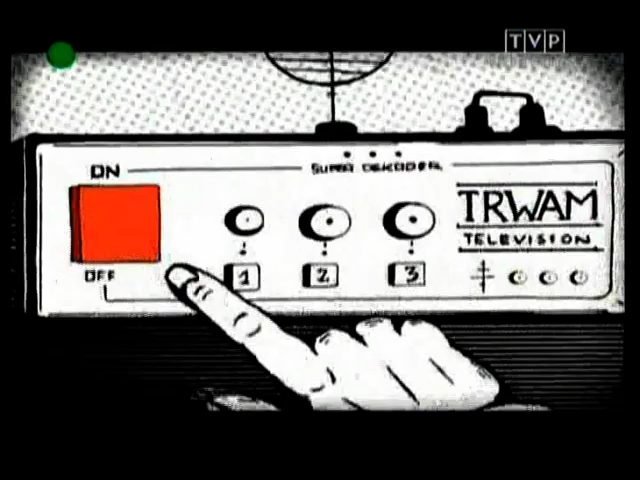 TVP
ON
SUPER DEKODER
TRWAM
TELEVISION
OFF
1 2 3